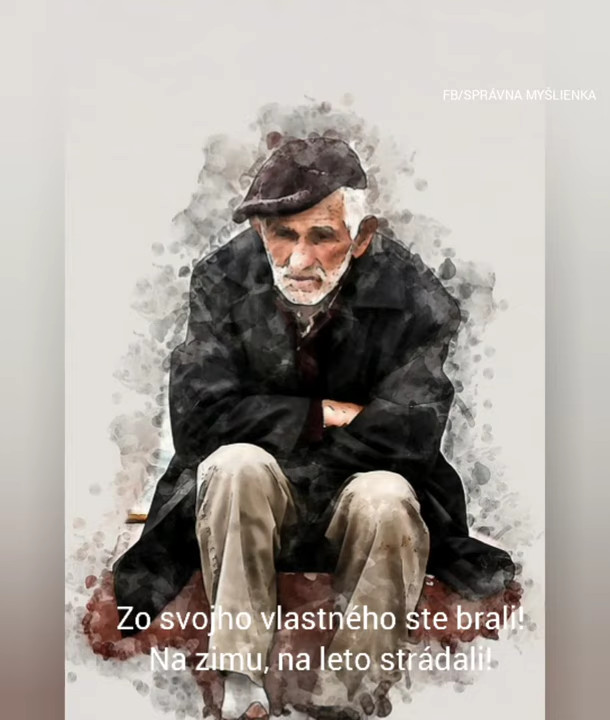 FB/SPRÁVNA MYŠLIENKA
Zo svojho vlastného ste brali!
Na zimu, na leto strádali!